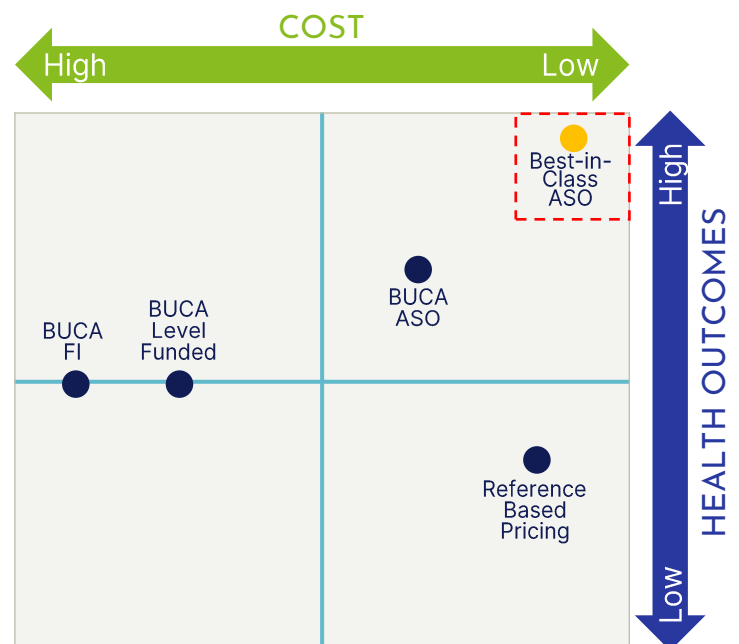 COST
High
Low
High
Best-in-
Class
ASO
BUCA
ASO
BUCA
FI
BUCA
Level
Funded
HEALTH OUTCOMES
Reference
Based
Pricing
Low